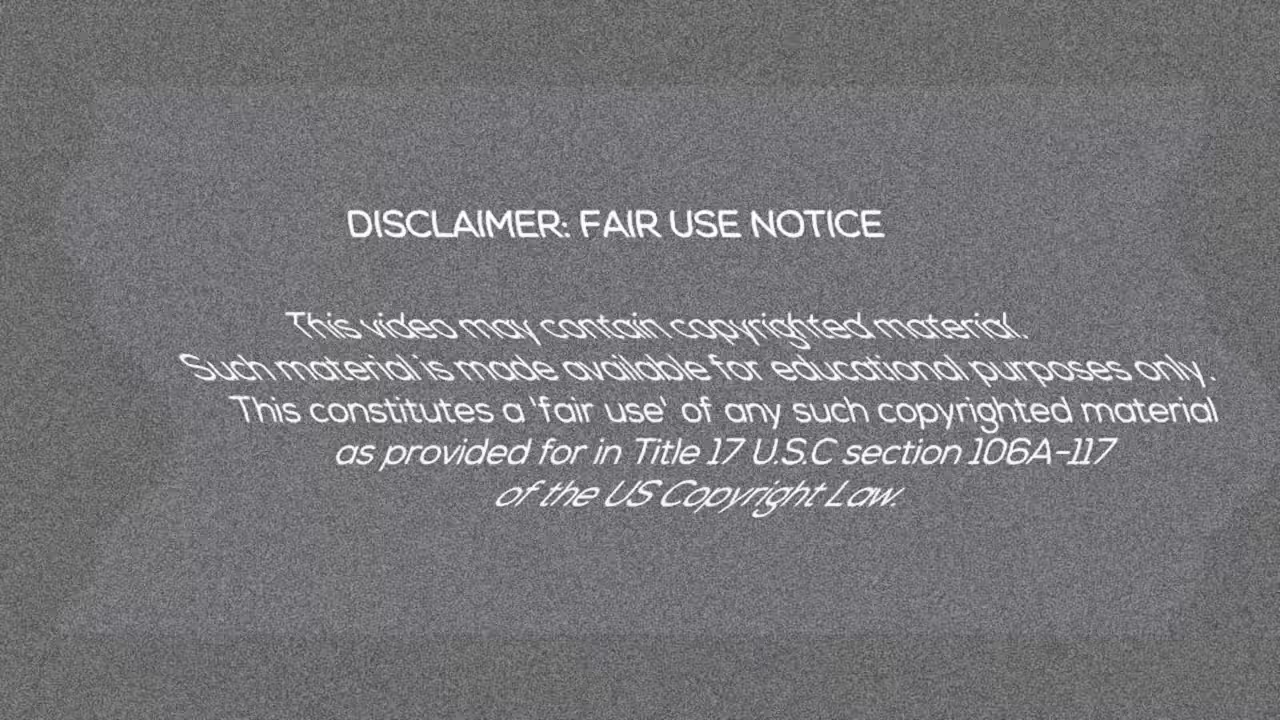 DISCLAIMER: FAIR USE NOTICE
This video may contain copyrighted material.
Such material is made available for educational purposes only.
This constitutes a 'fair use' of any such copyrighted material
as provided for in Title 17 U.S.C section 106A-117
of the US Copyright Law.